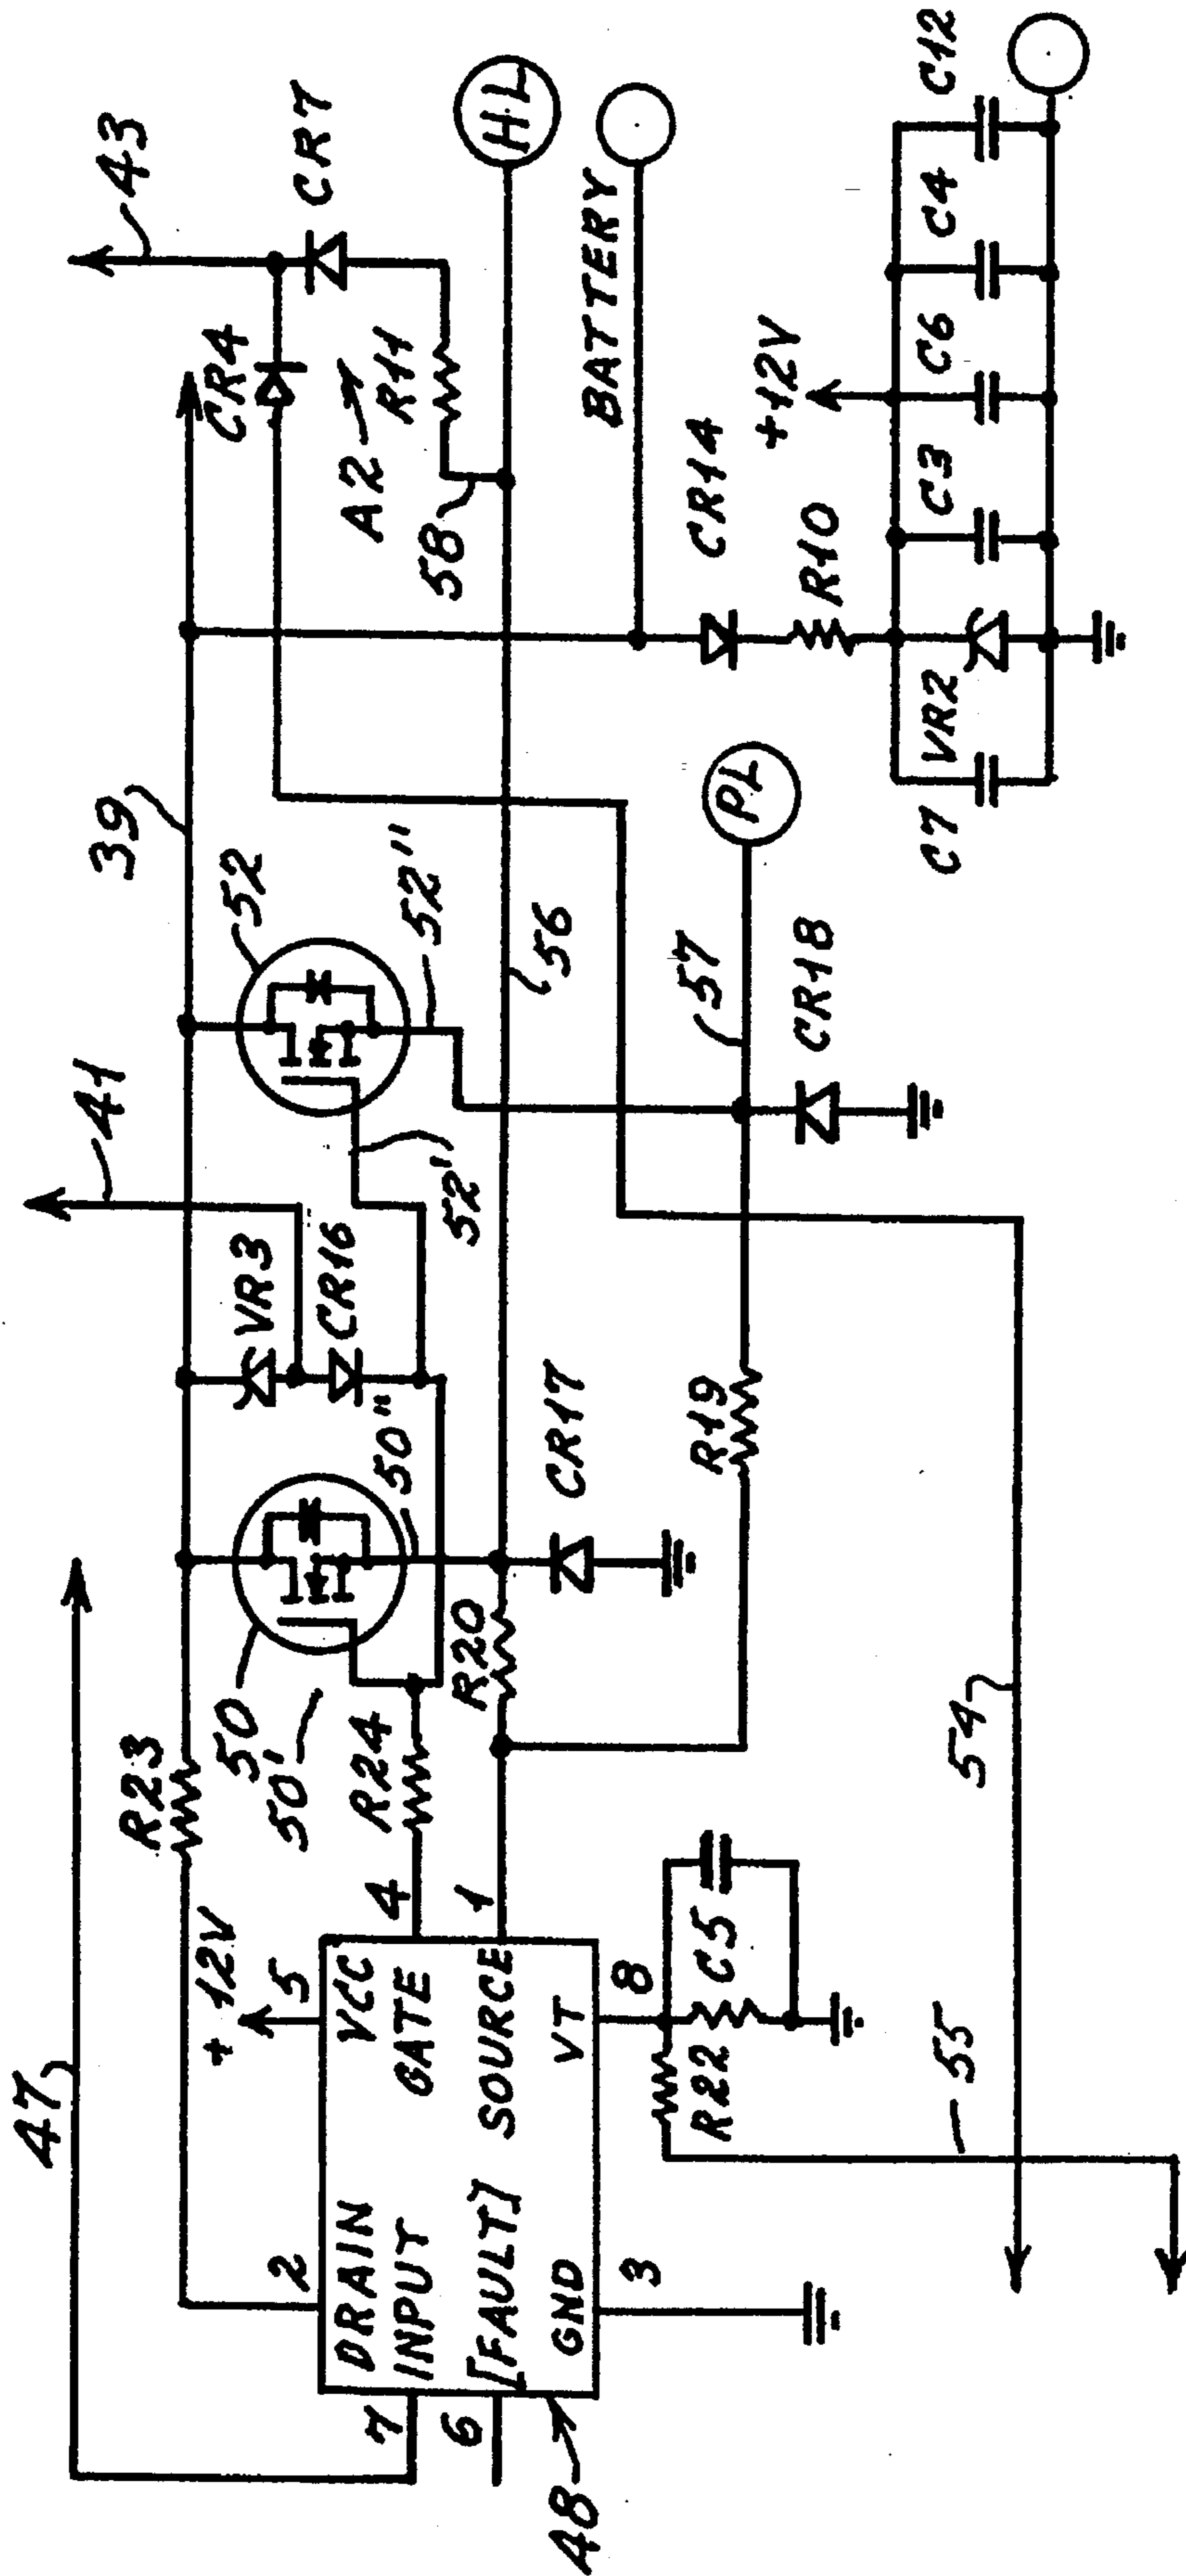 47
41
43
39
R23
+12V
50
50'
VR3
CR16
52
52"
52'
CR4
CR7
A2
R11
58
HL
BATTERY
2
5
DRAIN VCC
7
INPUT GATE
4
R24
50"
6
[FAULT] SOURCE
1
R20
CR17
56
48
GND VT
3
8
R22
C5
R19
57
PL
CR18
CR14
R10
+12V
C7
VR2
C3
C6
C4
C12
54
55